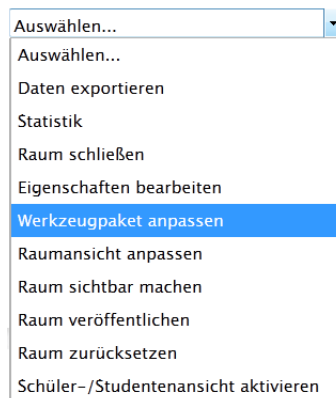 Auswählen...
Auswählen...
Daten exportieren
Statistik
Raum schließen
Eigenschaften bearbeiten
Werkzeugpaket anpassen
Raumansicht anpassen
Raum sichtbar machen
Raum veröffentlichen
Raum zurücksetzen
Schüler-/Studentenansicht aktivieren